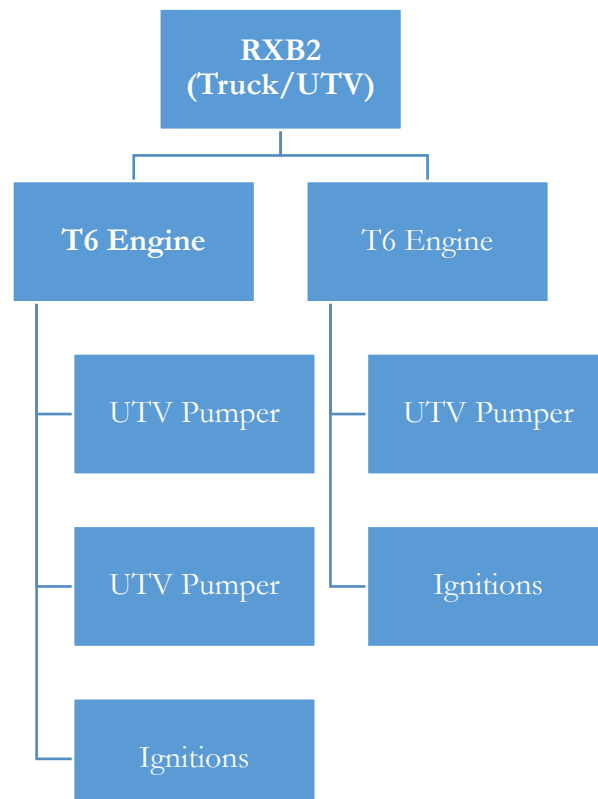 RXB2
(Truck/UTV)
T6 Engine
T6 Engine
UTV Pumper
UTV Pumper
UTV Pumper
Ignitions
Ignitions